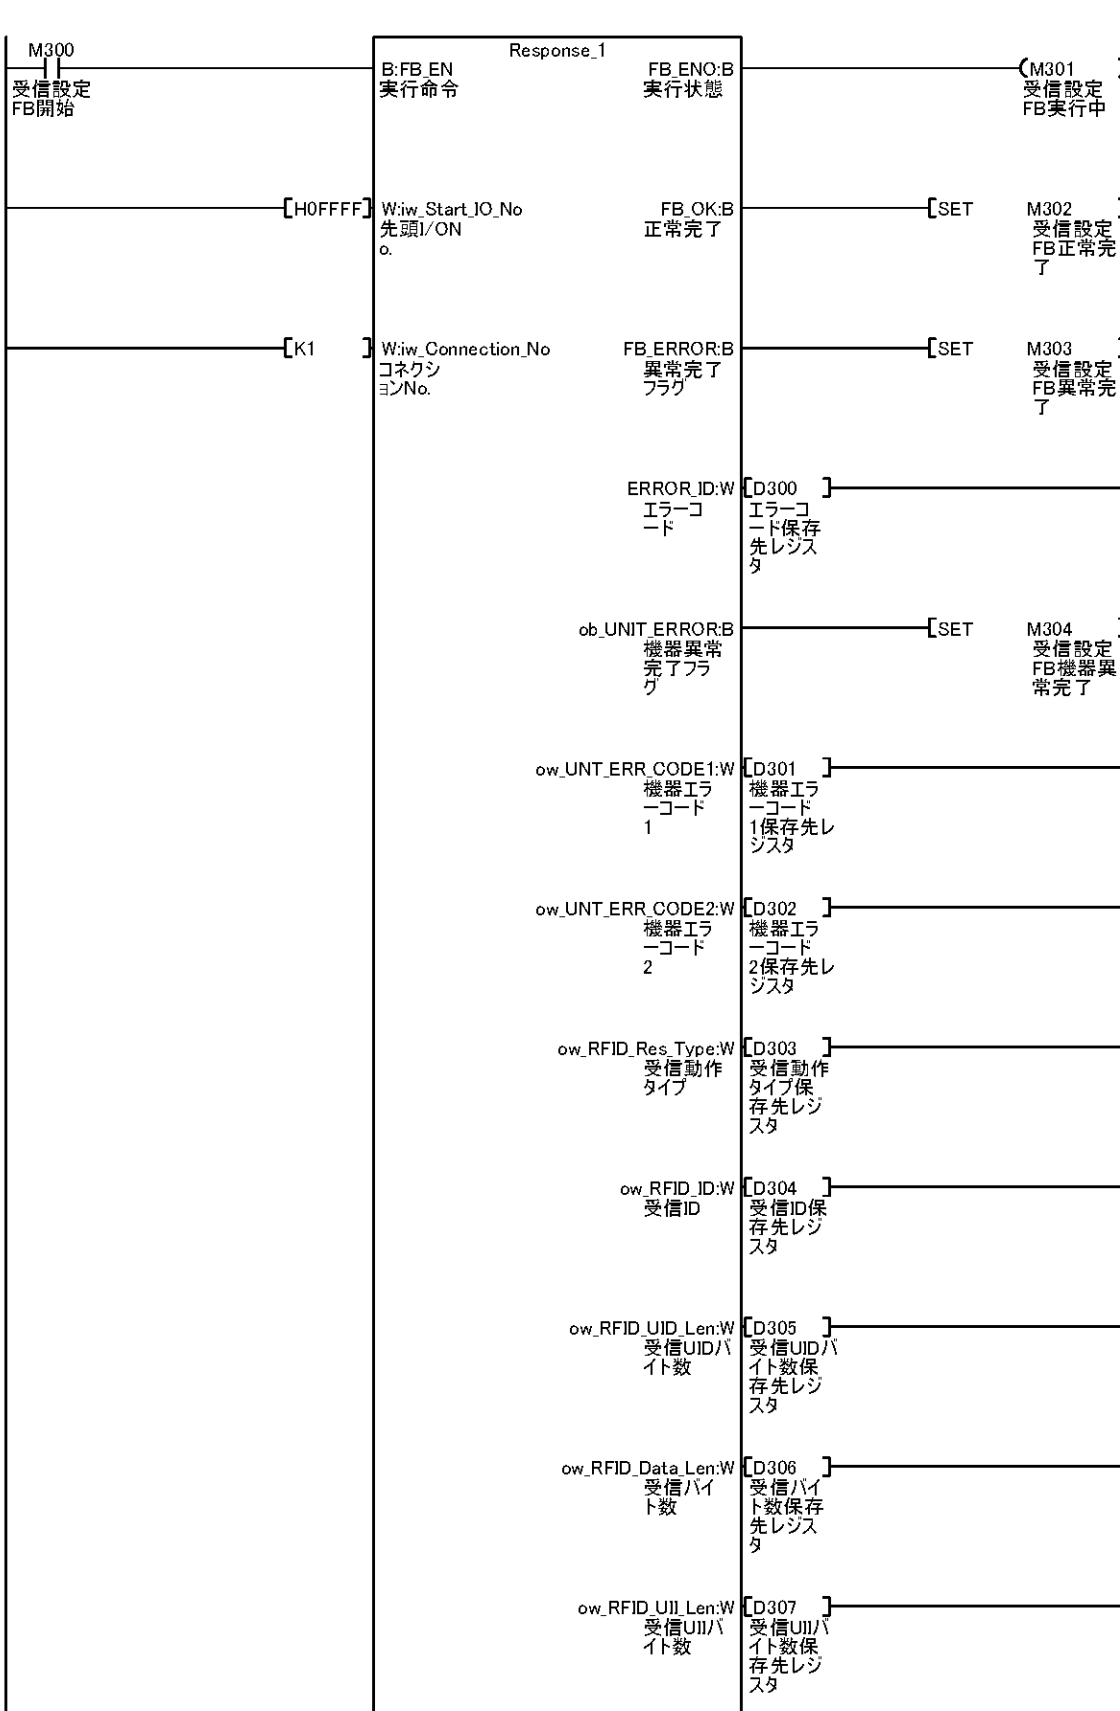 Response_1
M300
B:FB_EN
FB_ENO:B
M301
受信設定
FB開始
実行命令
実行状態
受信設定
FB実行中
H0FFFF
W:iw_Start_IO_No
先頭I/ON
o.
FB_OK:B
正常完了
SET M302
受信設定
FB正常完
了
K1
W:iw_Connection_No
コネクシ
ョンNo.
FB_ERROR:B
異常完了
フラグ
SET M303
受信設定
FB異常完
了
ERROR_ID:W
エラーコ
ード
D300
エラーコ
ード保存
先レジス
タ
ob_UNIT_ERROR:B
機器異常
完了フラ
グ
SET M304
受信設定
FB機器異
常完了
ow_UNT_ERR_CODE1:W
機器エラ
ーコード
1
D301
機器エラ
ーコード
1保存先レ
ジスタ
ow_UNT_ERR_CODE2:W
機器エラ
ーコード
2
D302
機器エラ
ーコード
2保存先レ
ジスタ
ow_RFID_Res_Type:W
受信動作
タイプ
D303
受信動作
タイプ保
存先レジ
スタ
ow_RFID_ID:W
受信ID
D304
受信ID保
存先レジ
スタ
ow_RFID_UID_Len:W
受信UIDバ
イト数
D305
受信UIDバ
イト数保
存先レジ
スタ
ow_RFID_Data_Len:W
受信バイ
ト数
D306
受信バイ
ト数保存
先レジス
タ
ow_RFID_UII_Len:W
受信UIIバ
イト数
D307
受信UIIバ
イト数保
存先レジ
スタ